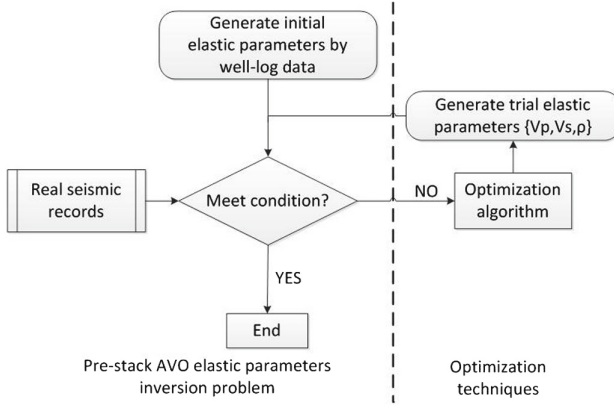 Generate initial
elastic parameters by
well-log data
Generate trial elastic
parameters {Vp,Vs,ρ}
Real seismic
records
Meet condition?
NO
Optimization
algorithm
YES
End
Pre-stack AVO elastic parameters
inversion problem
Optimization
techniques